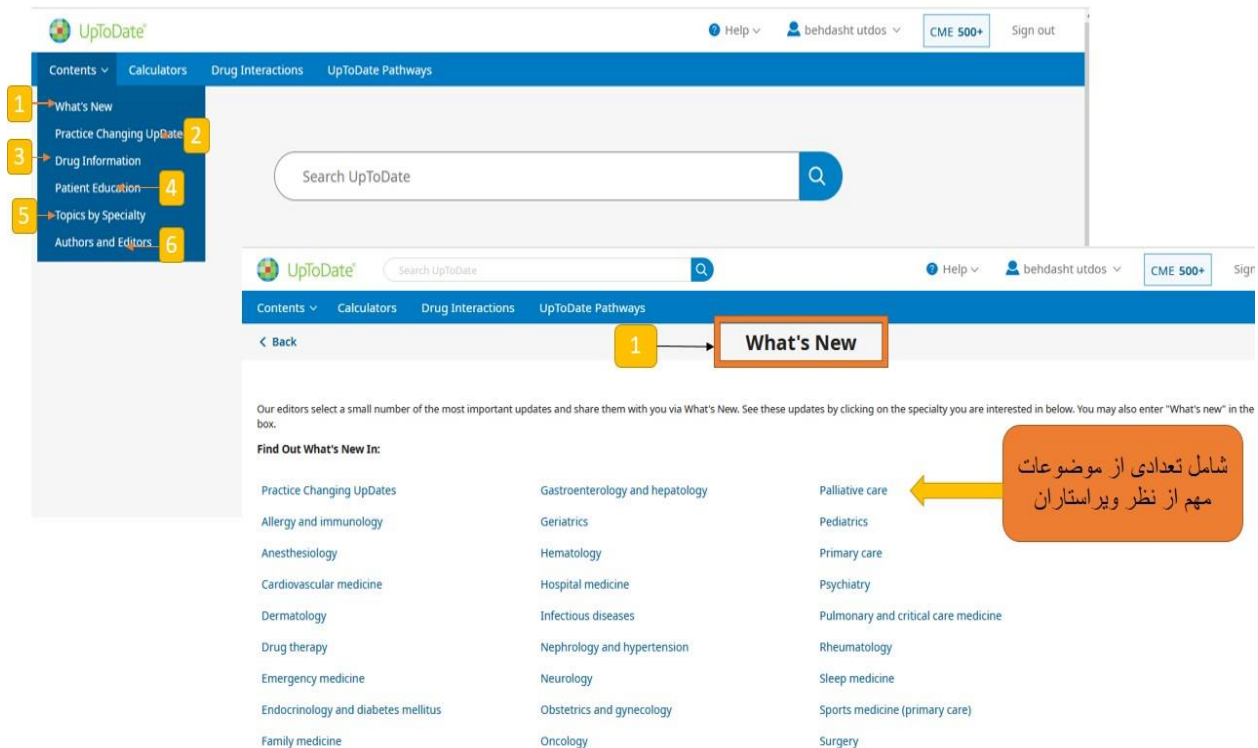 UpToDate®
Help
behdasht utdos
CME 500+
Sign out
Contents
Calculators
Drug Interactions
UpToDate Pathways
1
What's New
Practice Changing UpDate
2
3
Drug Information
Patient Education
4
5
Topics by Specialty
Authors and Editors
6
Search UpToDate
UpToDate®
Search UpToDate
Help
behdasht utdos
CME 500+
Sign
Contents
Calculators
Drug Interactions
UpToDate Pathways
Back
1
What's New
Our editors select a small number of the most important updates and share them with you via What's New. See these updates by clicking on the specialty you are interested in below. You may also enter "What's new" in the
box.
Find Out What's New In:
شامل تعدادی از موضوعات
مهم از نظر ویراستاران
Practice Changing UpDates
Allergy and immunology
Anesthesiology
Cardiovascular medicine
Dermatology
Drug therapy
Emergency medicine
Endocrinology and diabetes mellitus
Family medicine
Gastroenterology and hepatology
Geriatrics
Hematology
Hospital medicine
Infectious diseases
Nephrology and hypertension
Neurology
Obstetrics and gynecology
Oncology
Palliative care
Pediatrics
Primary care
Psychiatry
Pulmonary and critical care medicine
Rheumatology
Sleep medicine
Sports medicine (primary care)
Surgery